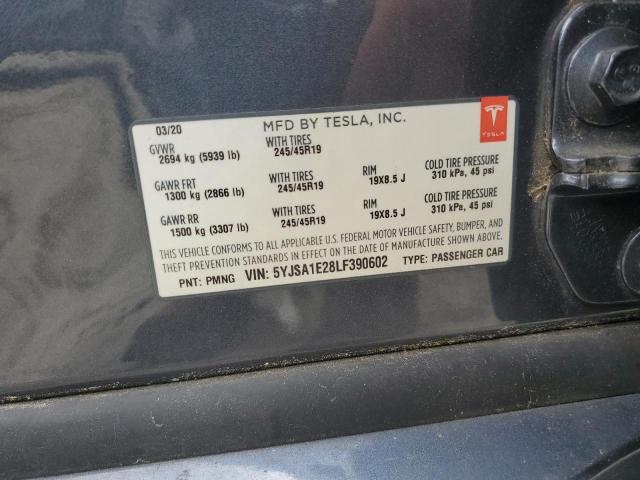 03/20 MFD BY TESLA, INC.
TESLA
GVWR WITH TIRES
2694 kg (5939 lb) 245/45R19
GAWR FRT WITH TIRES RIM COLD TIRE PRESSURE
1300 kg (2866 lb) 245/45R19 19X8.5 J 310 kPa, 45 psi
GAWR RR WITH TIRES RIM COLD TIRE PRESSURE
1500 kg (3307 lb) 245/45R19 19X8.5 J 310 kPa, 45 psi
THIS VEHICLE CONFORMS TO ALL APPLICABLE U.S. FEDERAL MOTOR VEHICLE SAFETY, BUMPER, AND
THEFT PREVENTION STANDARDS IN EFFECT ON THE DATE OF MANUFACTURE SHOWN ABOVE.
PNT: PMNG VIN: 5YJSA1E28LF390602 TYPE: PASSENGER CAR